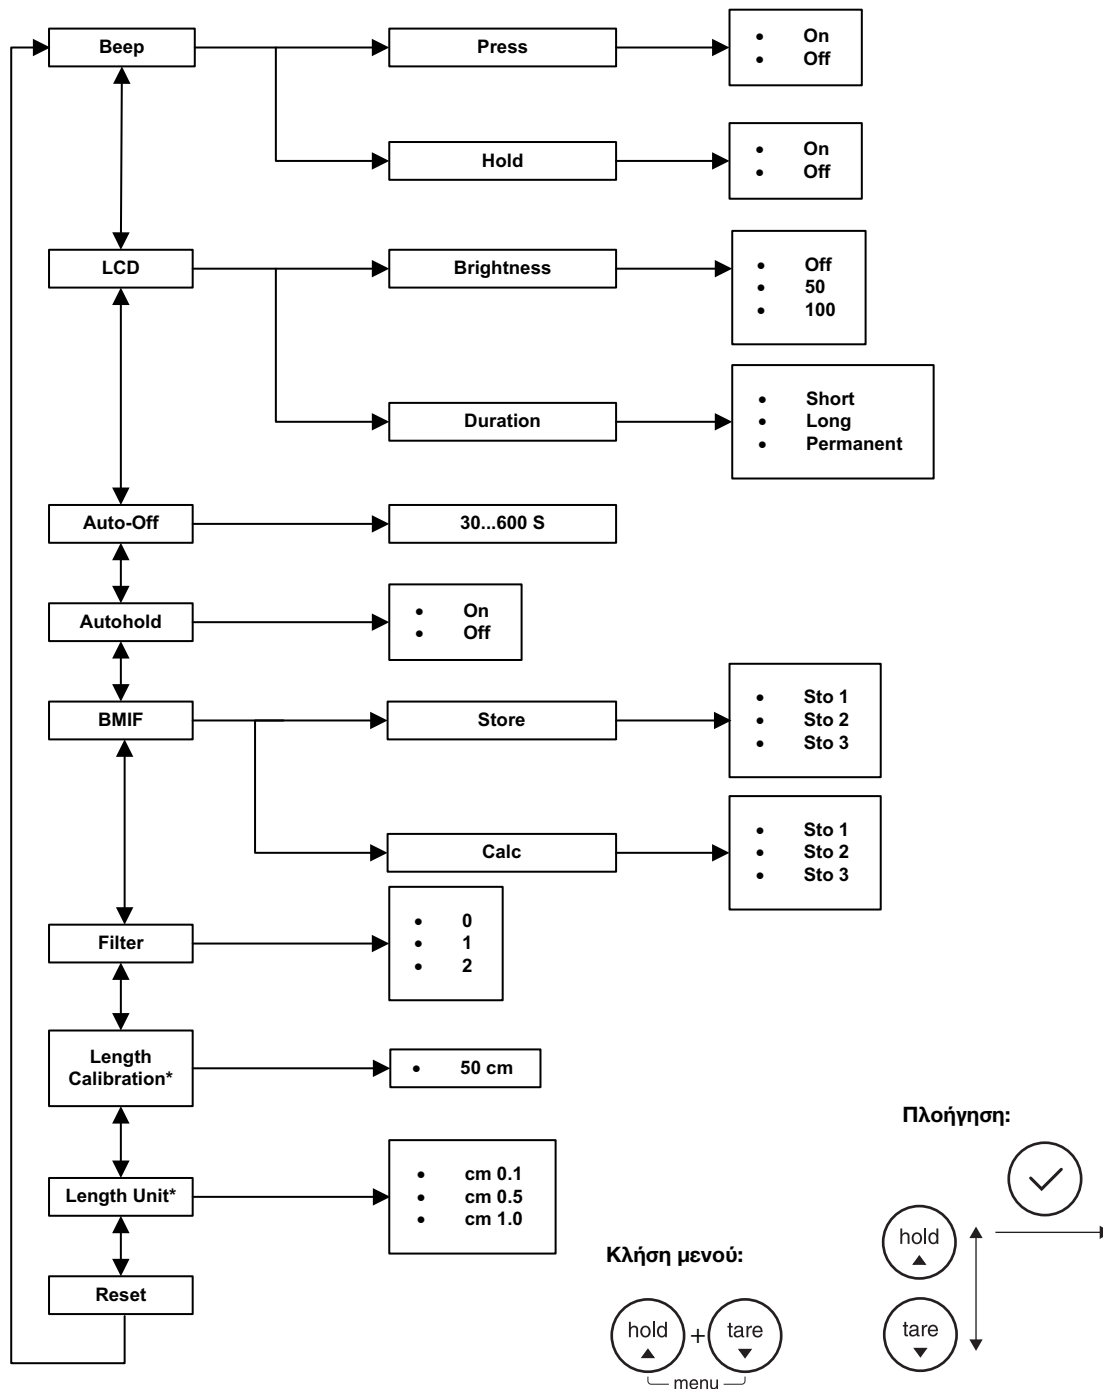 Beep
Press
• On
• Off
Hold
• On
• Off
LCD
Brightness
• Off
• 50
• 100
Duration
• Short
• Long
• Permanent
Auto-Off
30...600 S
Autohold
• On
• Off
BMIF
Store
• Sto 1
• Sto 2
• Sto 3
Calc
• Sto 1
• Sto 2
• Sto 3
Filter
• 0
• 1
• 2
Length
Calibration*
• 50 cm
Length Unit*
• cm 0.1
• cm 0.5
• cm 1.0
Reset
Κλήση μενού:
hold + tare
menu
Πλοήγηση:
hold
tare